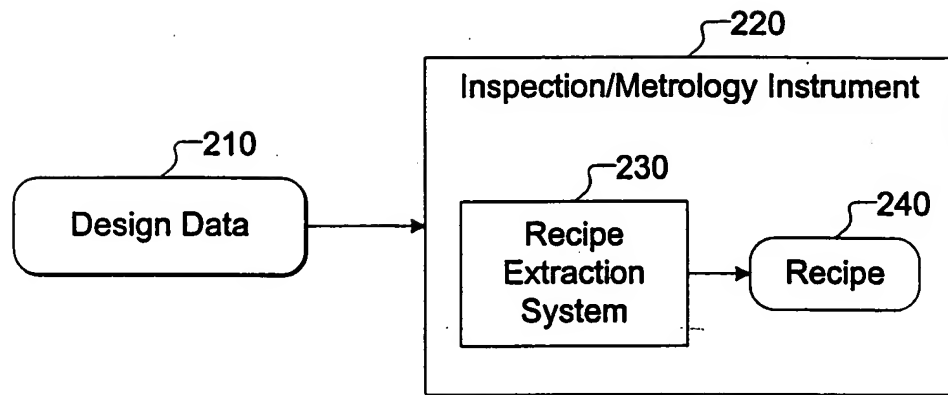 220
Inspection/Metrology Instrument
210
Design Data
230
Recipe
Extraction
System
240
Recipe